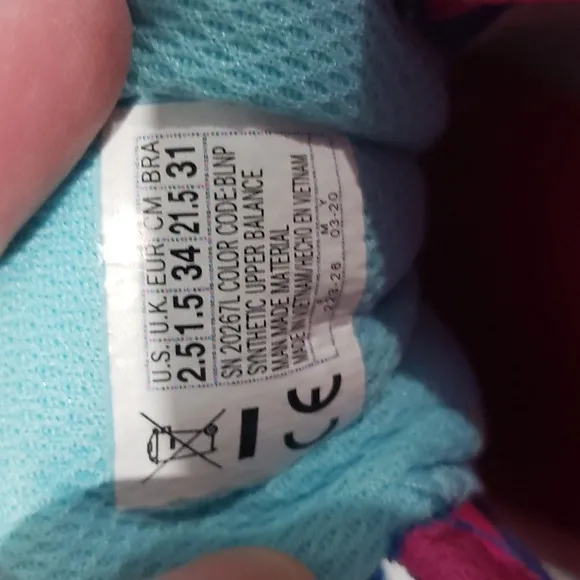 U.S. U.K. EUR. CM BRA
2.5 1.5 34 21.5 31
SN 20267L COLOR CODE:BLNP
SYNTHETIC UPPER BALANCE
MAN MADE MATERIAL
MADE IN VIETNAM/HECHO EN VIETNAM
M Y
03-20
CE